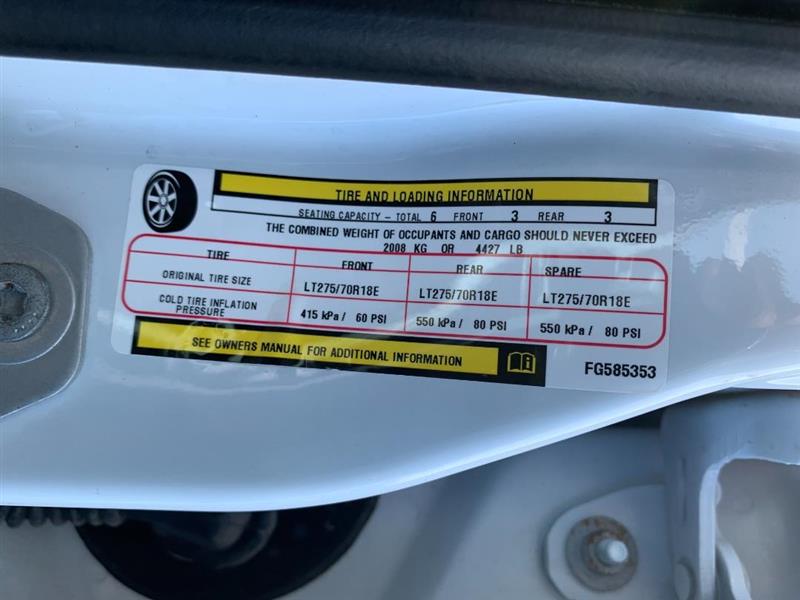 TIRE AND LOADING INFORMATION
SEATING CAPACITY - TOTAL 6 FRONT 3 REAR 3
THE COMBINED WEIGHT OF OCCUPANTS AND CARGO SHOULD NEVER EXCEED
2008 KG OR 4427 LB
TIRE FRONT REAR SPARE
ORIGINAL TIRE SIZE LT275/70R18E LT275/70R18E LT275/70R18E
COLD TIRE INFLATION
PRESSURE 415 kPa / 60 PSI 550 kPa / 80 PSI 550 kPa / 80 PSI
SEE OWNERS MANUAL FOR ADDITIONAL INFORMATION
FG585353